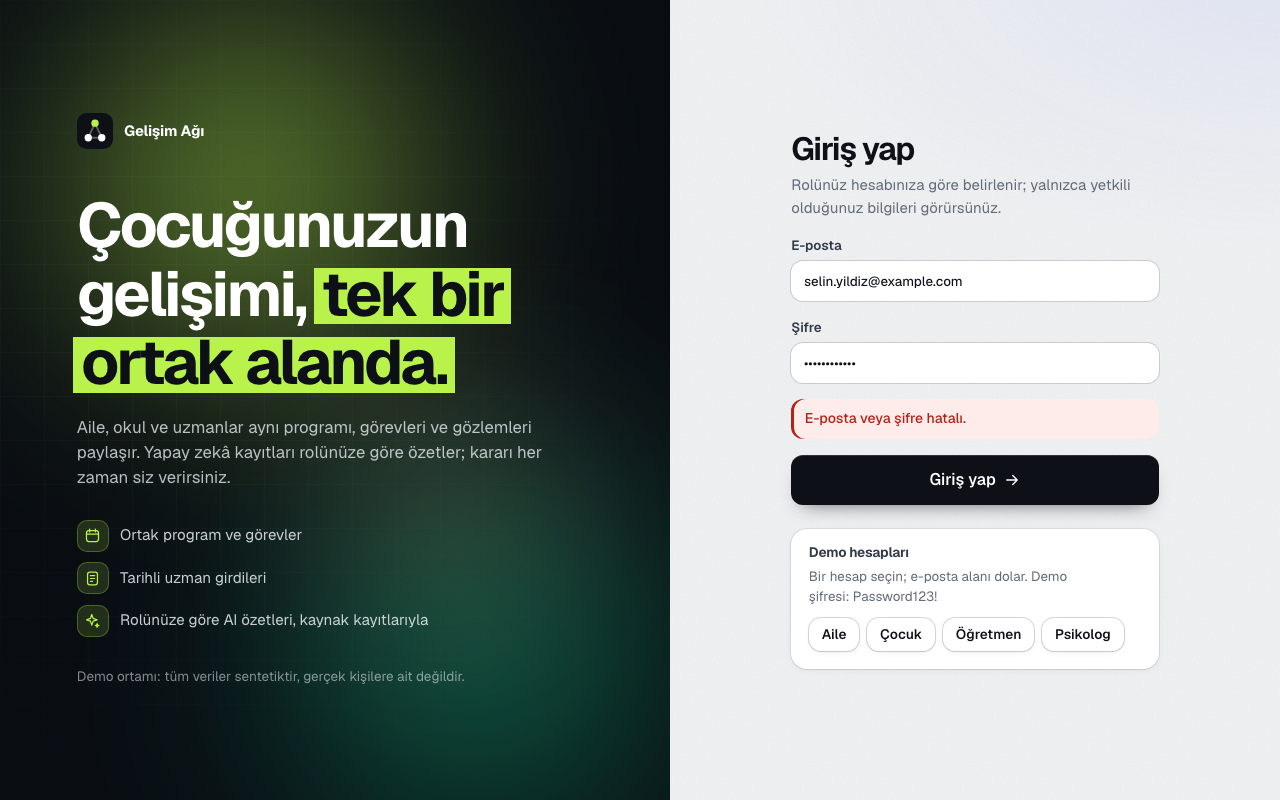 Gelişim Ağı
Çocuğunuzun
gelişimi, tek bir
ortak alanda.
Aile, okul ve uzmanlar aynı programı, görevleri ve gözlemleri
paylaşır. Yapay zekâ kayıtları rolünüze göre özetler; kararı her
zaman siz verirsiniz.
Ortak program ve görevler
Tarihli uzman girdileri
Rolünüze göre AI özetleri, kaynak kayıtlarıyla
Demo ortamı: tüm veriler sentetiktir, gerçek kişilere ait değildir.
Giriş yap
Rolünüz hesabınıza göre belirlenir; yalnızca yetkili
olduğunuz bilgileri görürsünüz.
E-posta
selin.yildiz@example.com
Şifre
••••••••••••
E-posta veya şifre hatalı.
Giriş yap →
Demo hesapları
Bir hesap seçin; e-posta alanı dolar. Demo
şifresi: Password123!
Aile Çocuk Öğretmen Psikolog